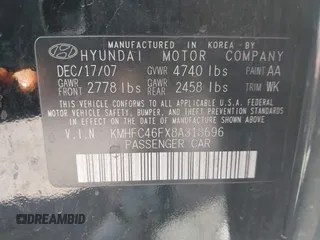 MANUFACTURED IN KOREA BY
HYUNDAI MOTOR COMPANY
DEC/17/07 GVWR 4740 lbs PAINT AA
GAWR FRONT 2778 lbs GAWR REAR 2458 lbs TRIM WK
THIS VEHICLE CONFORMS TO ALL APPLICABLE U.S.A. FEDERAL
MOTOR VEHICLE SAFETY, BUMPER, AND THEFT PREVENTION
STANDARDS IN EFFECT ON THE DATE OF MANUFACTURE SHOWN
ABOVE.
V.I.N KMHFC46FX8A318696
PASSENGER CAR
© DREAMBID